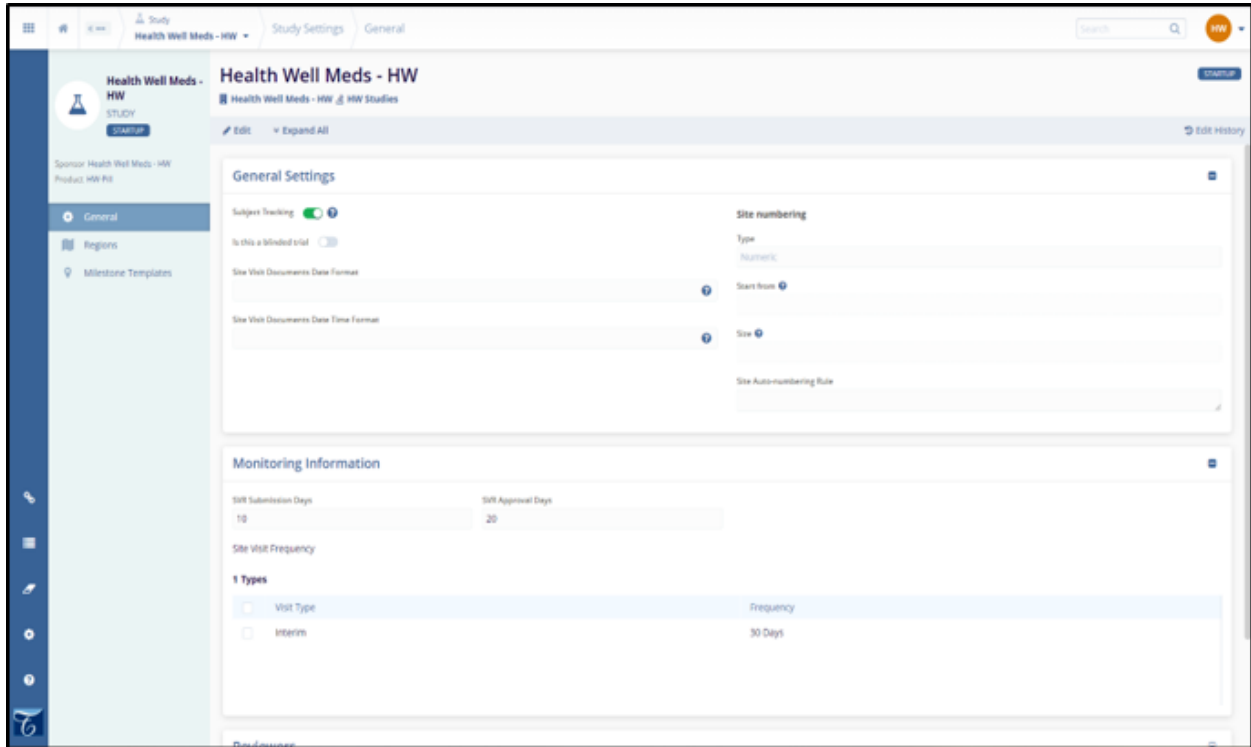 Study
Health Well Meds - HW
Study Settings
General
Search
HW
Health Well Meds - HW
STUDY
STARTUP
Sponsor: Health Well Meds - HW
Product: HW-Pill
General
Regions
Milestone Templates
Health Well Meds - HW
STARTUP
Health Well Meds - HW HW Studies
Edit Expand All
Edit History
General Settings
Subject Tracking
Is this a blinded trial
Site Visit Documents Date Format
Site Visit Documents Date Time Format
Site numbering
Type
Numeric
Start from
Size
Site Auto-numbering Rule
Monitoring Information
SVR Submission Days
SVR Approval Days
10
20
Site Visit Frequency
1 Types
Visit Type Frequency
Interim 30 Days
Reviewers